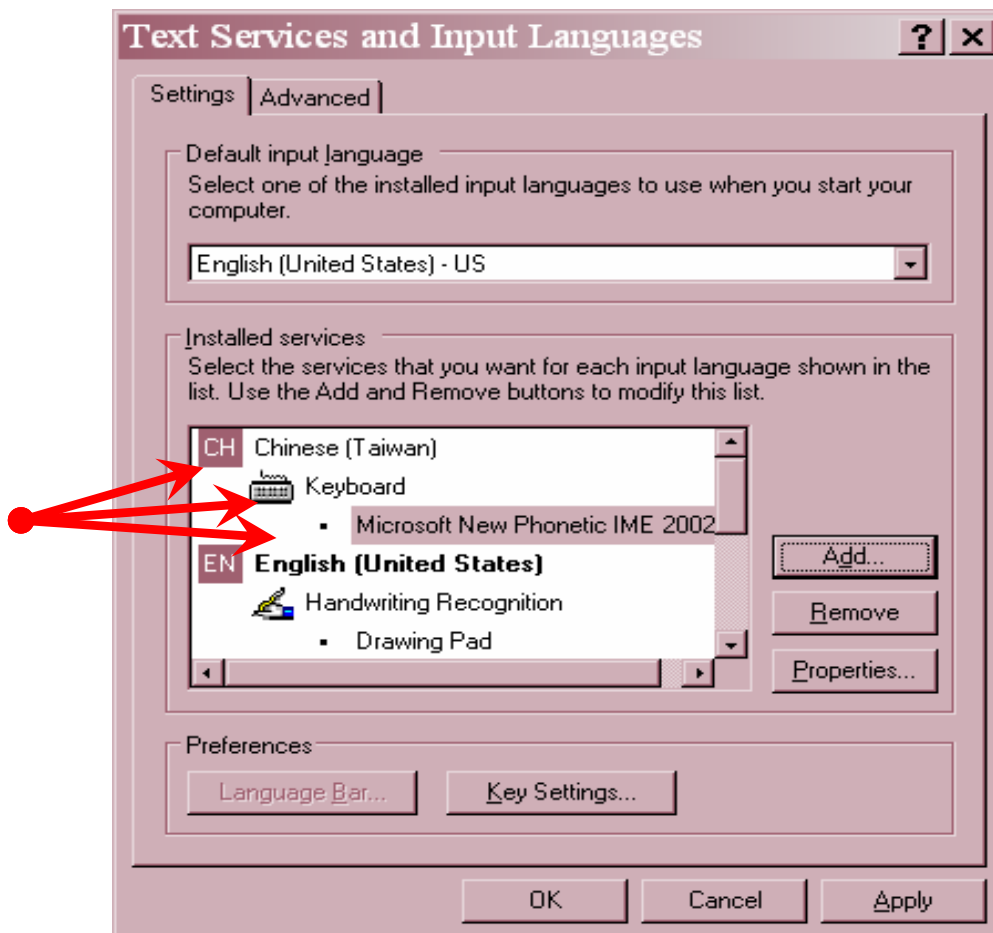 Text Services and Input Languages
Settings Advanced
Default input language
Select one of the installed input languages to use when you start your
computer.
English (United States) - US
Installed services
Select the services that you want for each input language shown in the
list. Use the Add and Remove buttons to modify this list.
CH Chinese (Taiwan)
Keyboard
Microsoft New Phonetic IME 2002
EN English (United States)
Handwriting Recognition
Drawing Pad
Add...
Remove
Properties...
Preferences
Language Bar... Key Settings...
OK Cancel Apply